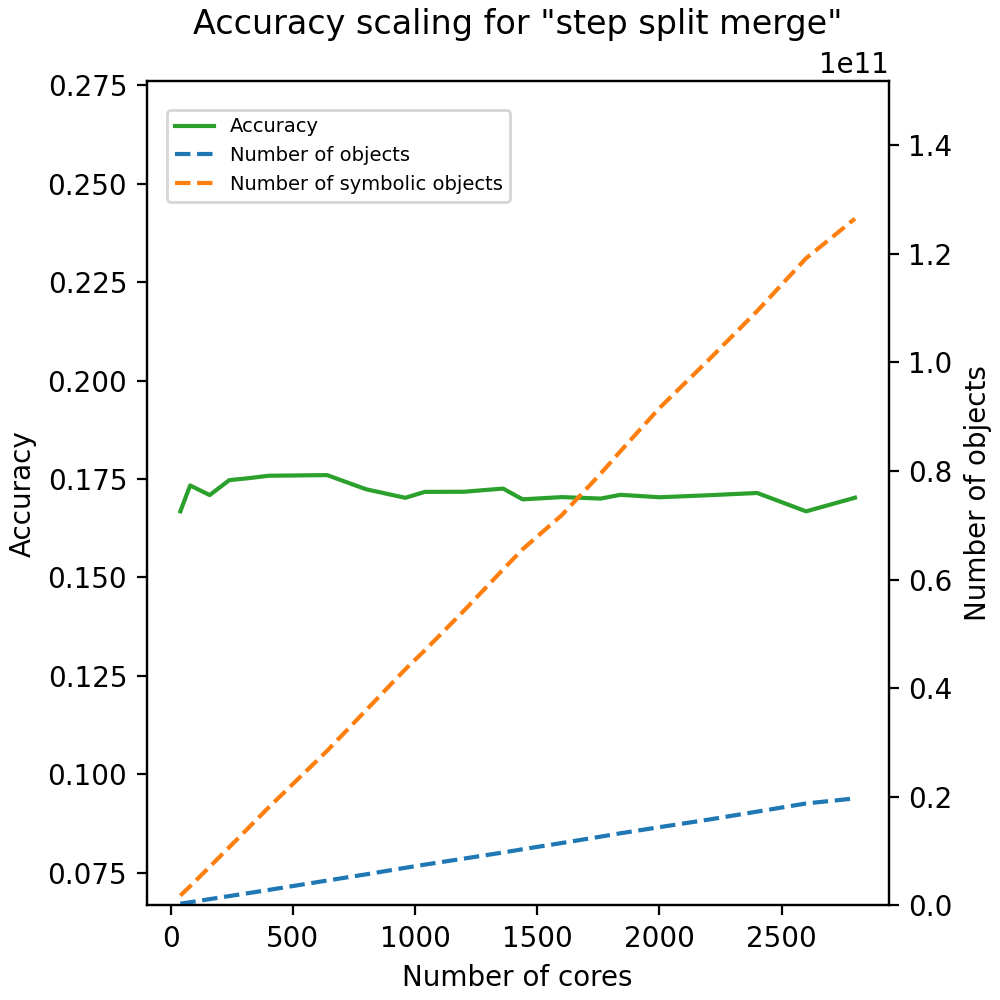 Accuracy scaling for "step split merge"
1e11
0.275
0.250
0.225
0.200
0.175
0.150
0.125
0.100
0.075
Accuracy
Accuracy
Number of objects
Number of symbolic objects
1.4
1.2
1.0
0.8
0.6
0.4
0.2
0.0
Number of objects
0 500 1000 1500 2000 2500
Number of cores